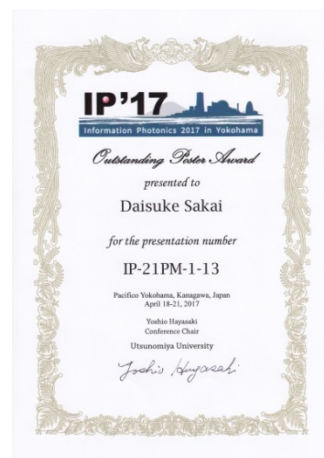 IP'17
Information Photonics 2017 in Yokohama
Outstanding Poster Award
presented to
Daisuke Sakai
for the presentation number
IP-21PM-1-13
Pacifico Yokohama, Kanagawa, Japan
April 18-21, 2017
Yoshio Hayasaki
Conference Chair
Utsunomiya University
Yoshio Hayasaki